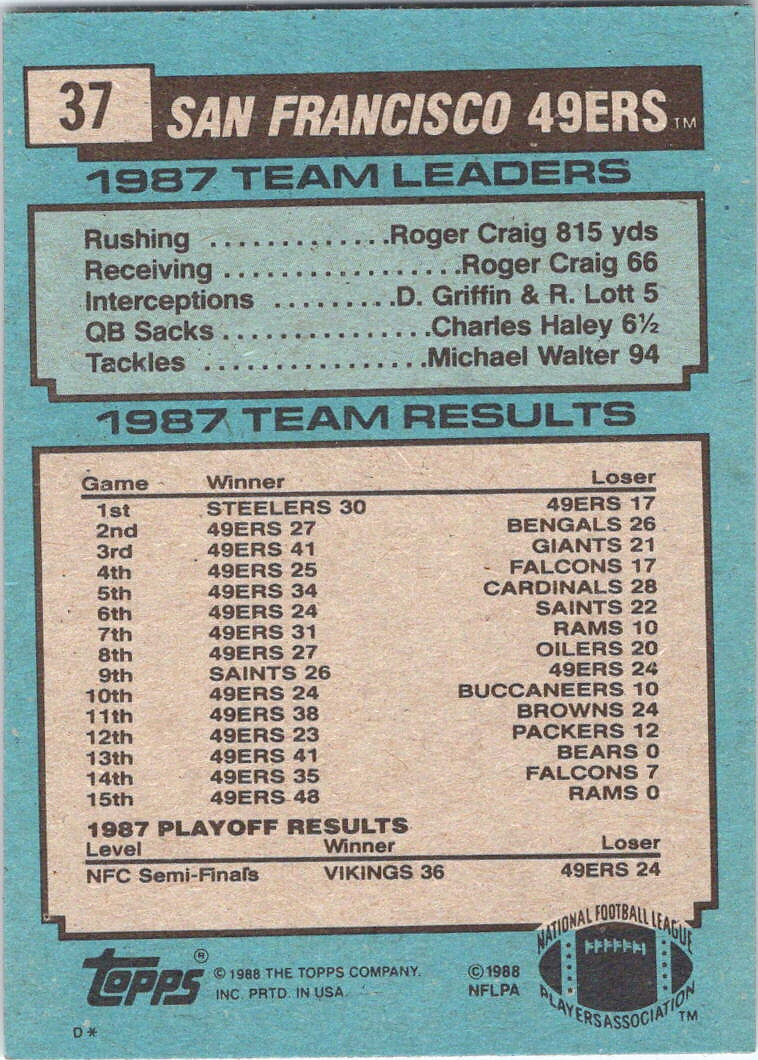 37
SAN FRANCISCO 49ERS TM
1987 TEAM LEADERS
Rushing .............Roger Craig 815 yds
Receiving .................Roger Craig 66
Interceptions .........D. Griffin & R. Lott 5
QB Sacks...............Charles Haley 6½
Tackles ................Michael Walter 94
1987 TEAM RESULTS
Game Winner Loser
1st STEELERS 30 49ERS 17
2nd 49ERS 27 BENGALS 26
3rd 49ERS 41 GIANTS 21
4th 49ERS 25 FALCONS 17
5th 49ERS 34 CARDINALS 28
6th 49ERS 24 SAINTS 22
7th 49ERS 31 RAMS 10
8th 49ERS 27 OILERS 20
9th SAINTS 26 49ERS 24
10th 49ERS 24 BUCCANEERS 10
11th 49ERS 38 BROWNS 24
12th 49ERS 23 PACKERS 12
13th 49ERS 41 BEARS 0
14th 49ERS 35 FALCONS 7
15th 49ERS 48 RAMS 0
1987 PLAYOFF RESULTS
Level Winner Loser
NFC Semi-Finals VIKINGS 36 49ERS 24
topps ®
© 1988 THE TOPPS COMPANY.
INC. PRTD. IN USA.
© 1988
NFLPA
NATIONAL FOOTBALL LEAGUE
PLAYERS ASSOCIATION TM
D*